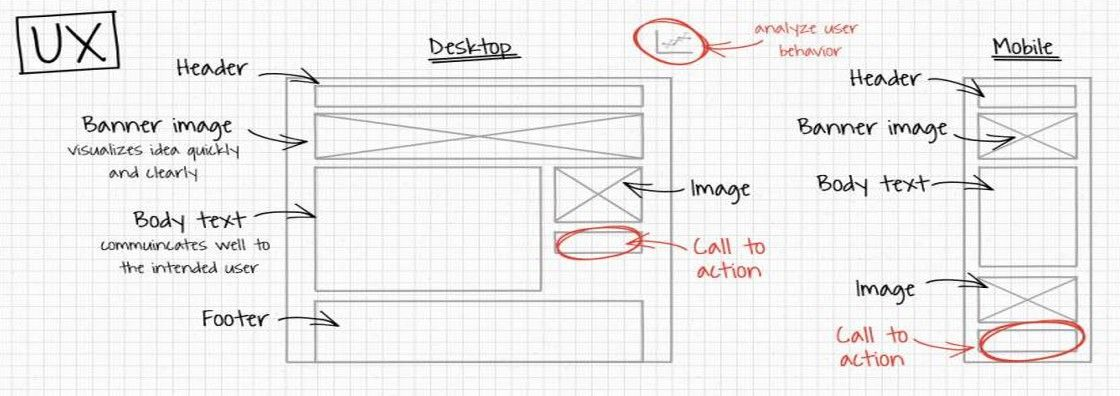 UX
Desktop
analyze user
behavior
Mobile
Header
Banner image
visualizes idea quickly
and clearly
Body text
commuincates well to
the intended user
Footer
Image
Call to
action
Header
Banner image
Body text
Image
Call to
action